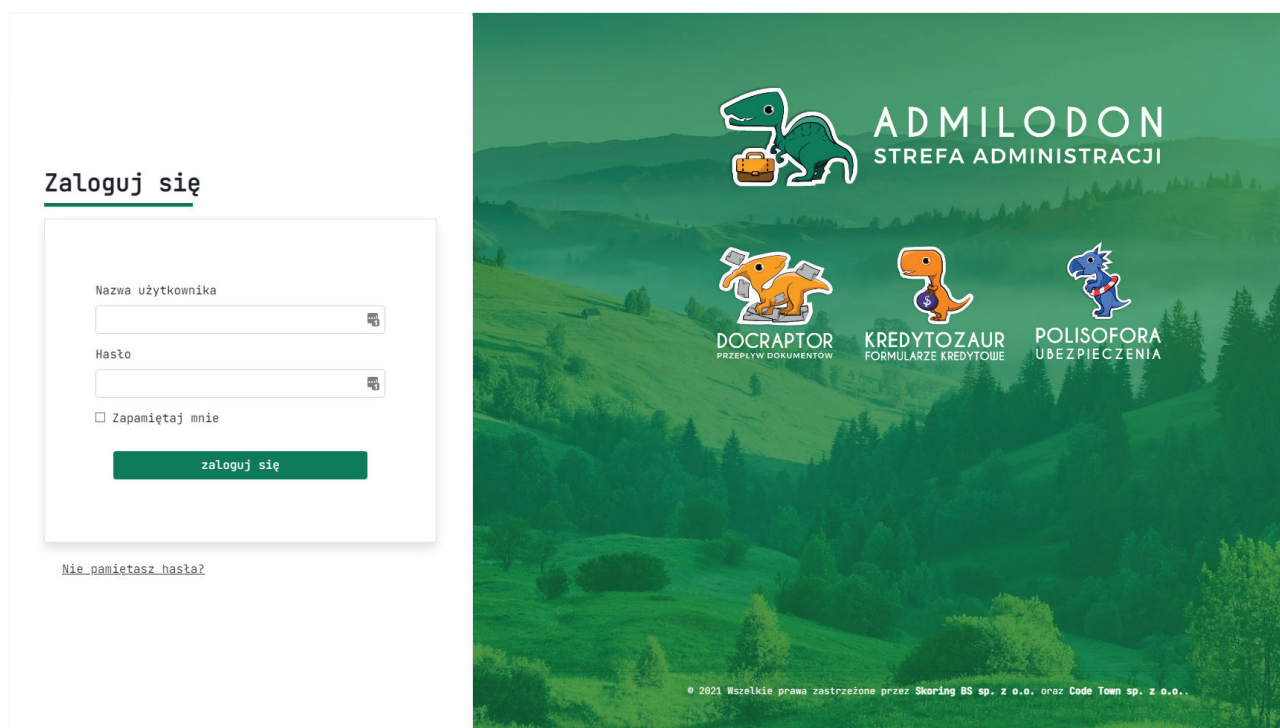 Zaloguj się
Nazwa użytkownika
Hasło
Zapamiętaj mnie
zaloguj się
Nie pamiętasz hasła?
ADMILODON
STREFA ADMINISTRACJI
DOCRAPTOR
PRZEPŁYW DOKUMENTÓW
KREDYTOZAUR
FORMULARZE KREDYTOWE
POLISOFORA
UBEZPIECZENIA
© 2021 Wszelkie prawa zastrzeżone przez Skoring BS sp. z o.o. oraz Code Town sp. z o.o..